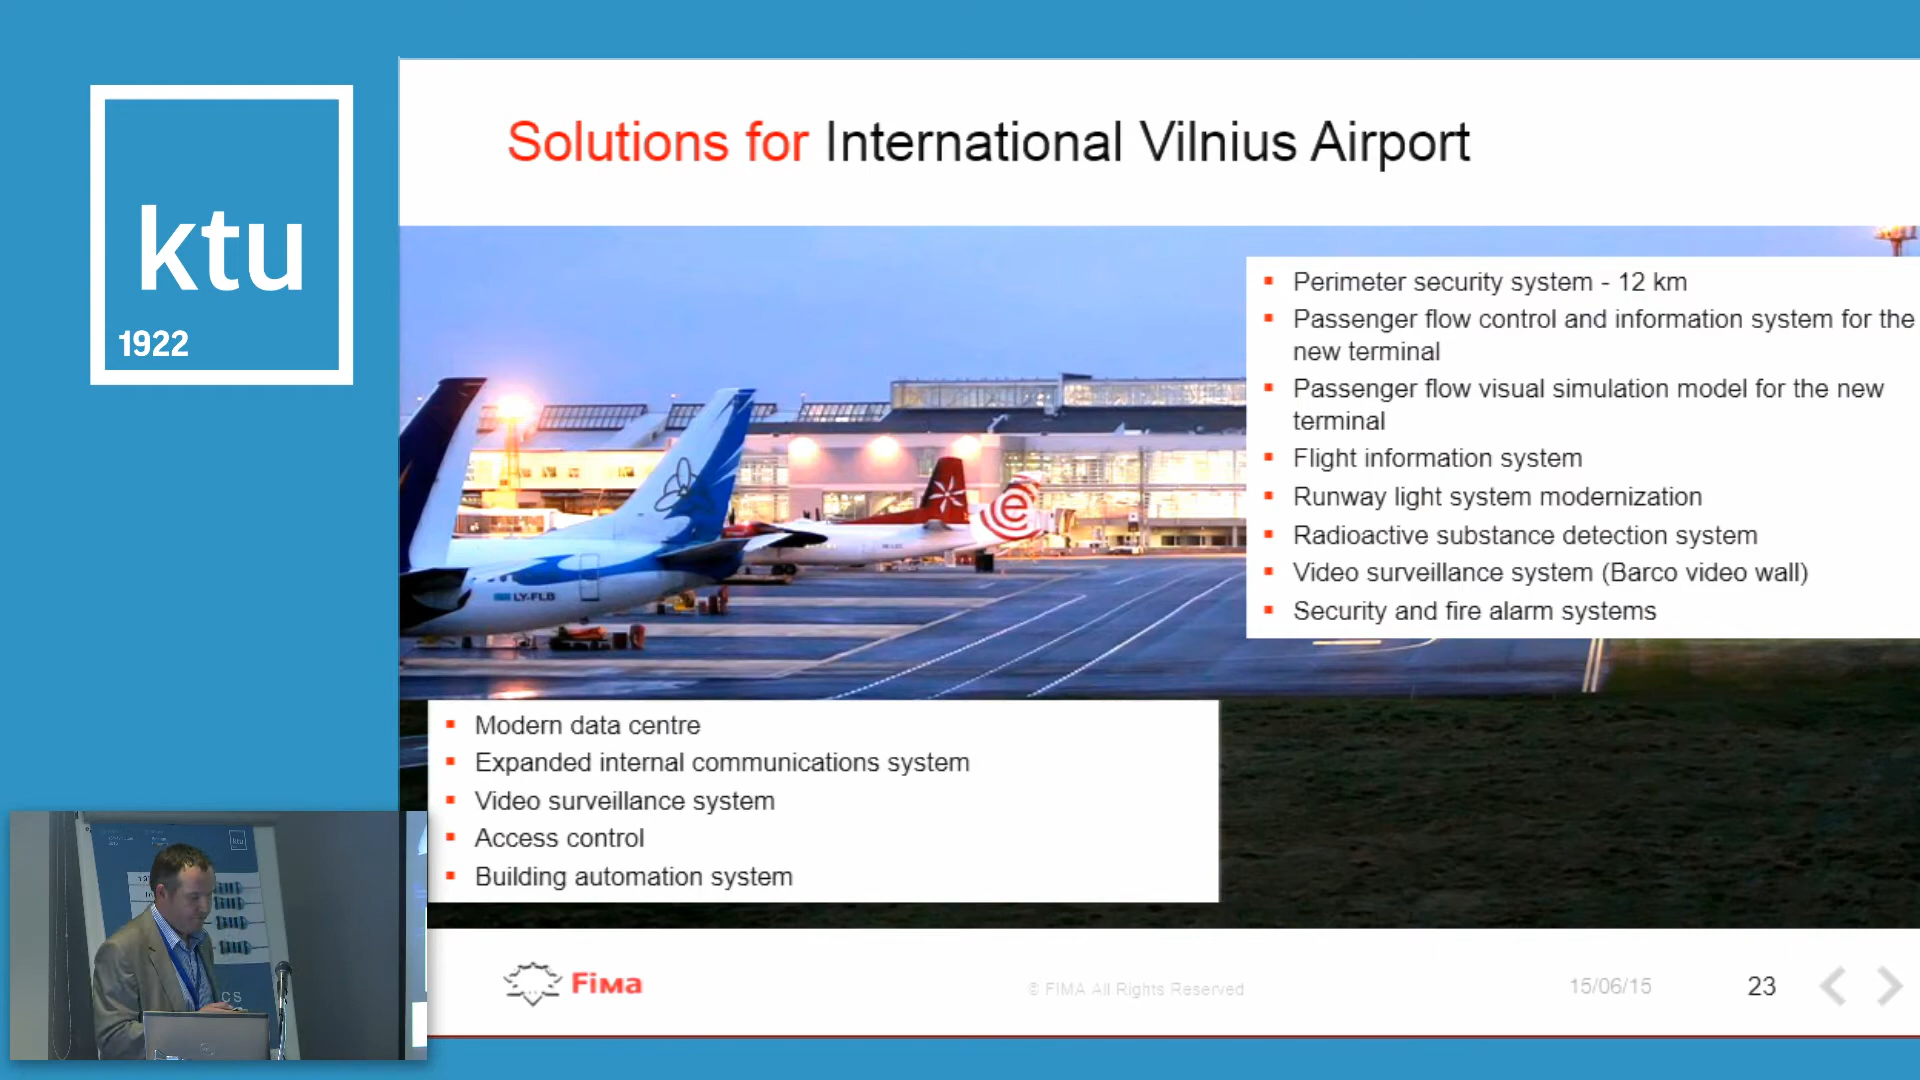 ktu
1922
Solutions for International Vilnius Airport
Perimeter security system - 12 km
Passenger flow control and information system for the
new terminal
Passenger flow visual simulation model for the new
terminal
Flight information system
Runway light system modernization
Radioactive substance detection system
Video surveillance system (Barco video wall)
Security and fire alarm systems
LY-FLB
e
Modern data centre
Expanded internal communications system
Video surveillance system
Access control
Building automation system
ktu
CS
Fima
© FIMA All Rights Reserved
15/06/15
23